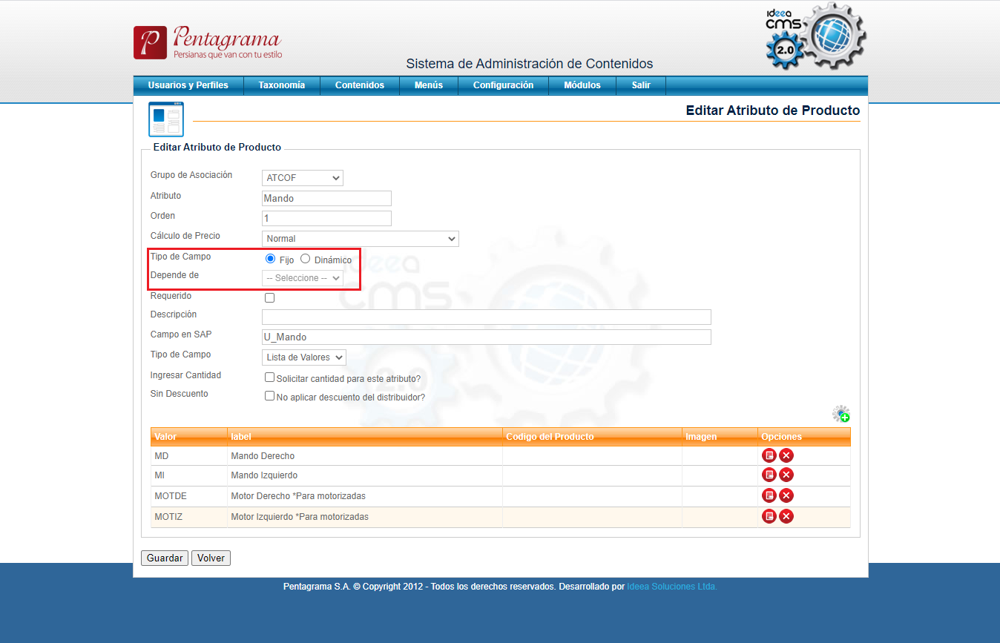 Pentagrama
Persianas que van con tu estilo
ideea
cms
2.0
Sistema de Administración de Contenidos
Usuarios y Perfiles Taxonomía Contenidos Menús Configuración Módulos Salir
Editar Atributo de Producto
Editar Atributo de Producto
Grupo de Asociación ATCOF
Atributo Mando
Orden 1
Cálculo de Precio Normal
Tipo de Campo Fijo Dinámico
Depende de -- Seleccione --
Requerido
Descripción
Campo en SAP U_Mando
Tipo de Campo Lista de Valores
Ingresar Cantidad Solicitar cantidad para este atributo?
Sin Descuento No aplicar descuento del distribuidor?
ideea
cms
2.0
Valor label Codigo del Producto Imagen Opciones
MD Mando Derecho
MI Mando Izquierdo
MOTDE Motor Derecho *Para motorizadas
MOTIZ Motor Izquierdo *Para motorizadas
Guardar Volver
Pentagrama S.A. © Copyright 2012 - Todos los derechos reservados. Desarrollado por Ideea Soluciones Ltda.